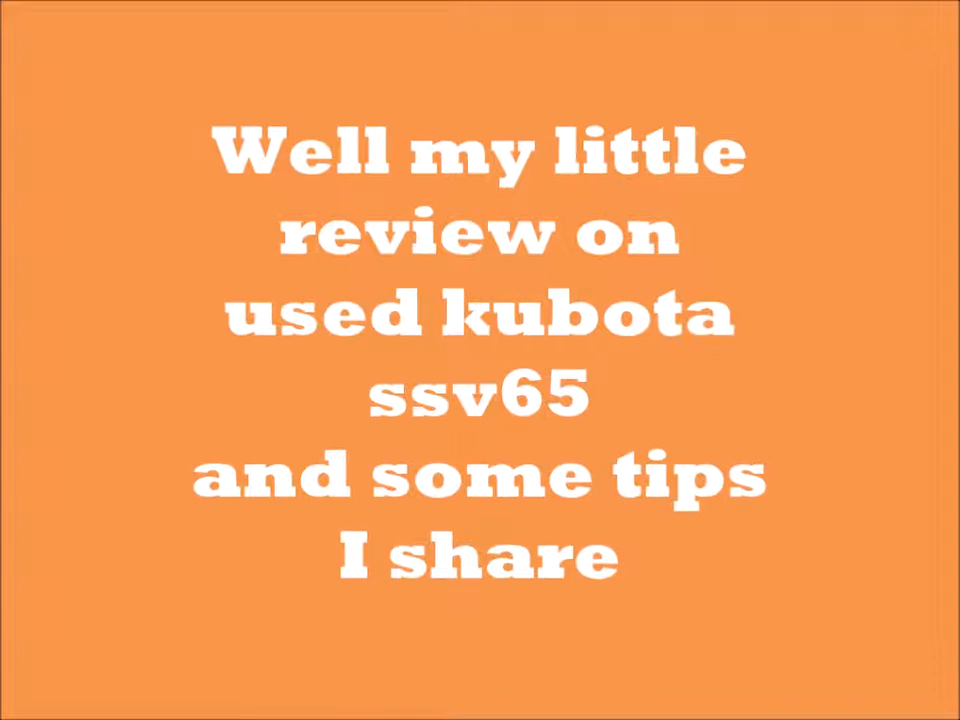 Well my little
review on
used kubota
ssv65
and some tips
I share